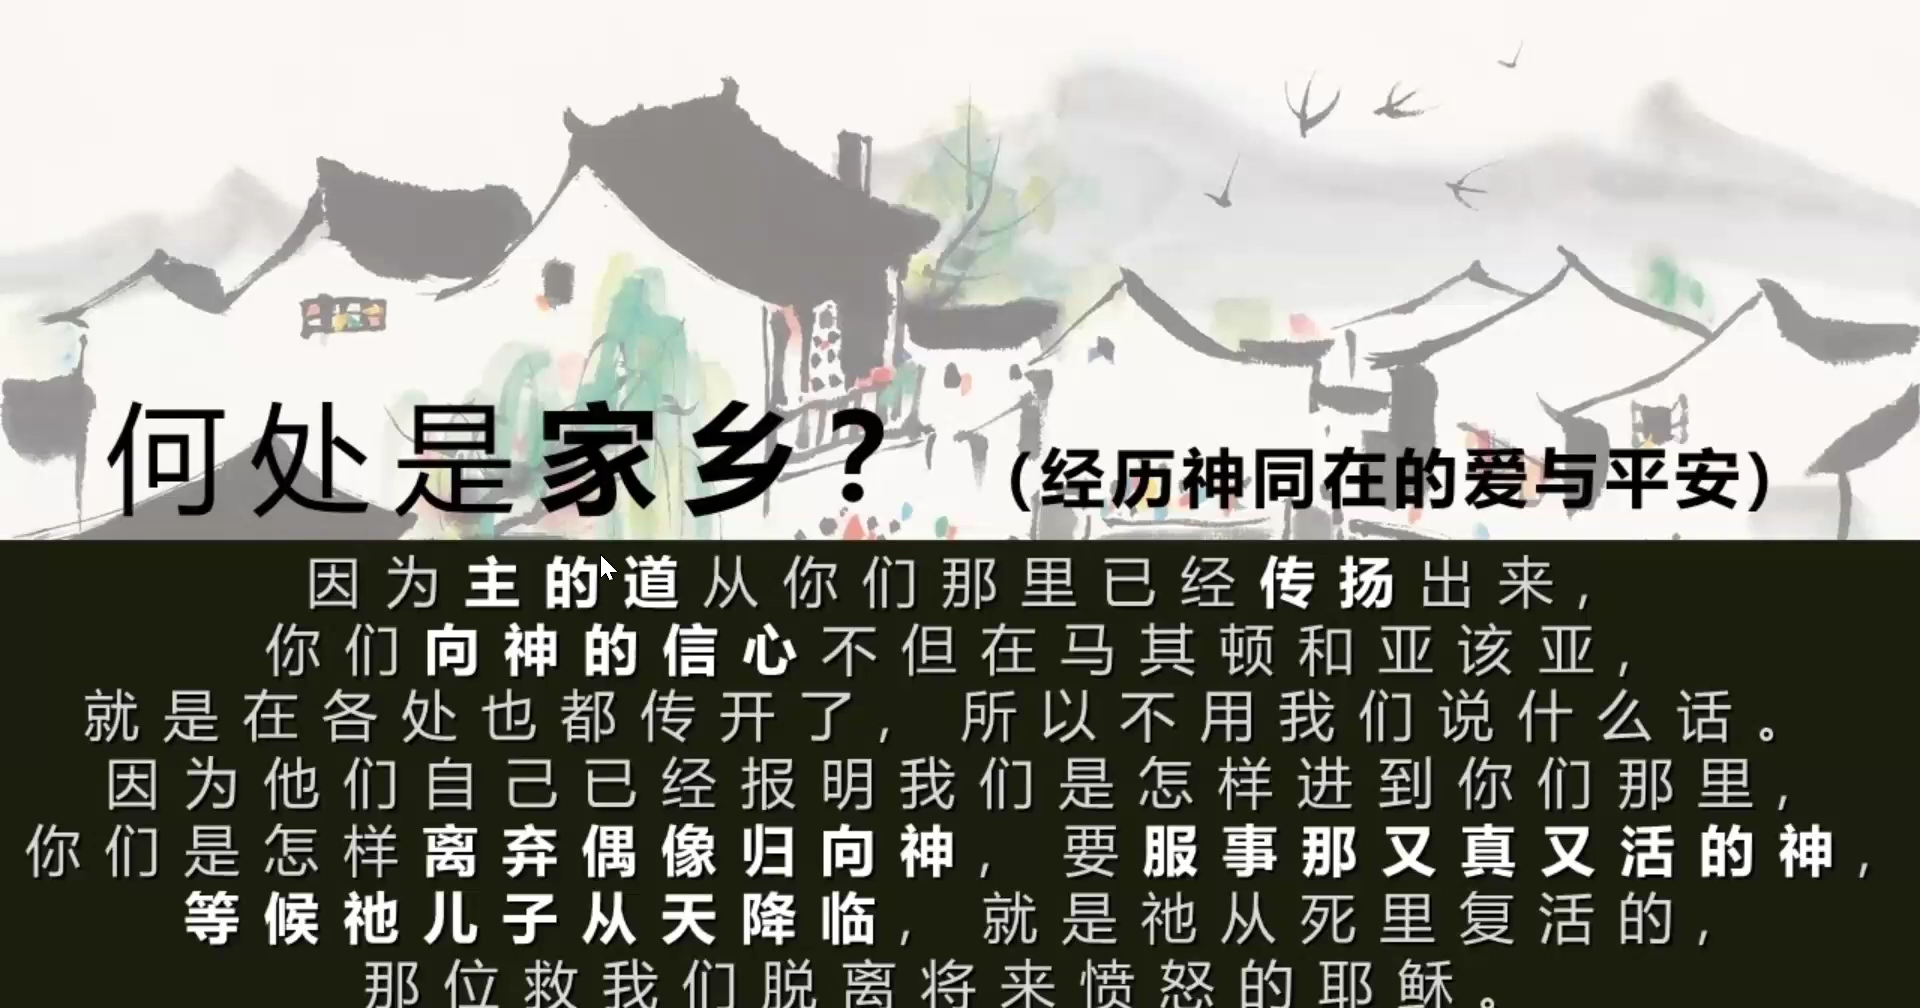 何处是家乡？（经历神同在的爱与平安）
因为主的道从你们那里已经传扬出来，
你们向神的信心不但在马其顿和亚该亚，
就是在各处也都传开了，所以不用我们说什么话。
因为他们自己已经报明我们是怎样进到你们那里，
你们是怎样离弃偶像归向神，要服事那又真又活的神，
等候祂儿子从天降临，就是祂从死里复活的，
那位救我们脱离将来愤怒的耶稣。